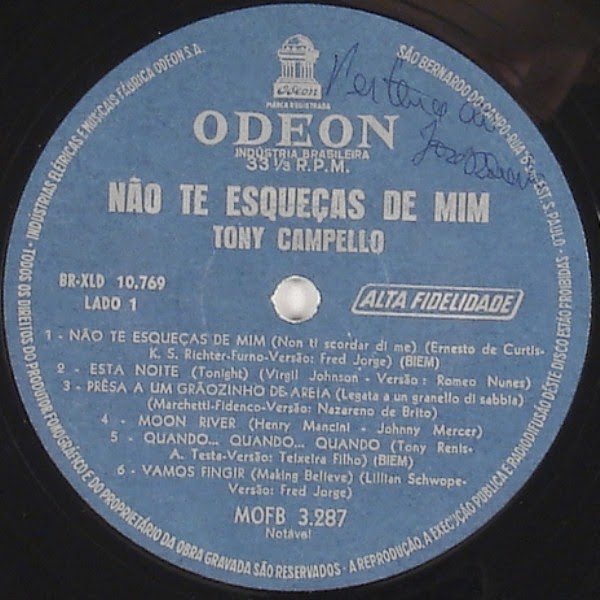 Odeon
MARCA REGISTRADA
ODEON
INDÚSTRIA BRASILEIRA
33 1/3 R.P.M.
Pertence ao
NÃO TE ESQUEÇAS DE MIM
TONY CAMPELLO
BR-XLD 10.769
LADO 1
ALTA FIDELIDADE
1 - NÃO TE ESQUEÇAS DE MIM (Non ti scordar di me) (Ernesto de Curtis-
K. S. Richter-Furno-Versão: Fred Jorge) (BIEM)
2 - ESTA NOITE (Tonight) (Virgil Johnson - Versão: Romeo Nunes)
3 - PRÊSA A UM GRÃOZINHO DE AREIA (Legata a un granello di sabbia)
(Marchetti-Fidenco-Versão: Nazareno de Brito)
4 - MOON RIVER (Henry Mancini - Johnny Mercer)
5 - QUANDO... QUANDO... QUANDO (Tony Renis-
A. Testa-Versão: Teixeira Filho) (BIEM)
6 - VAMOS FINGIR (Making Believe) (Lillian Schwope-
Versão: Fred Jorge)
MOFB 3.287
Notável
TODOS OS DIREITOS DO PRODUTOR FONOGRÁFICO E DO PROPRIETÁRIO DA OBRA GRAVADA SÃO RESERVADOS - A REPRODUÇÃO, A EXECUÇÃO PÚBLICA E RADIODIFUSÃO DÊSTE DISCO ESTÃO PROIBIDAS -
INDÚSTRIAS ELÉTRICAS E MUSICAIS FÁBRICA ODEON S.A.
SÃO BERNARDO DO CAMPO, RUA EST. S. PAULO